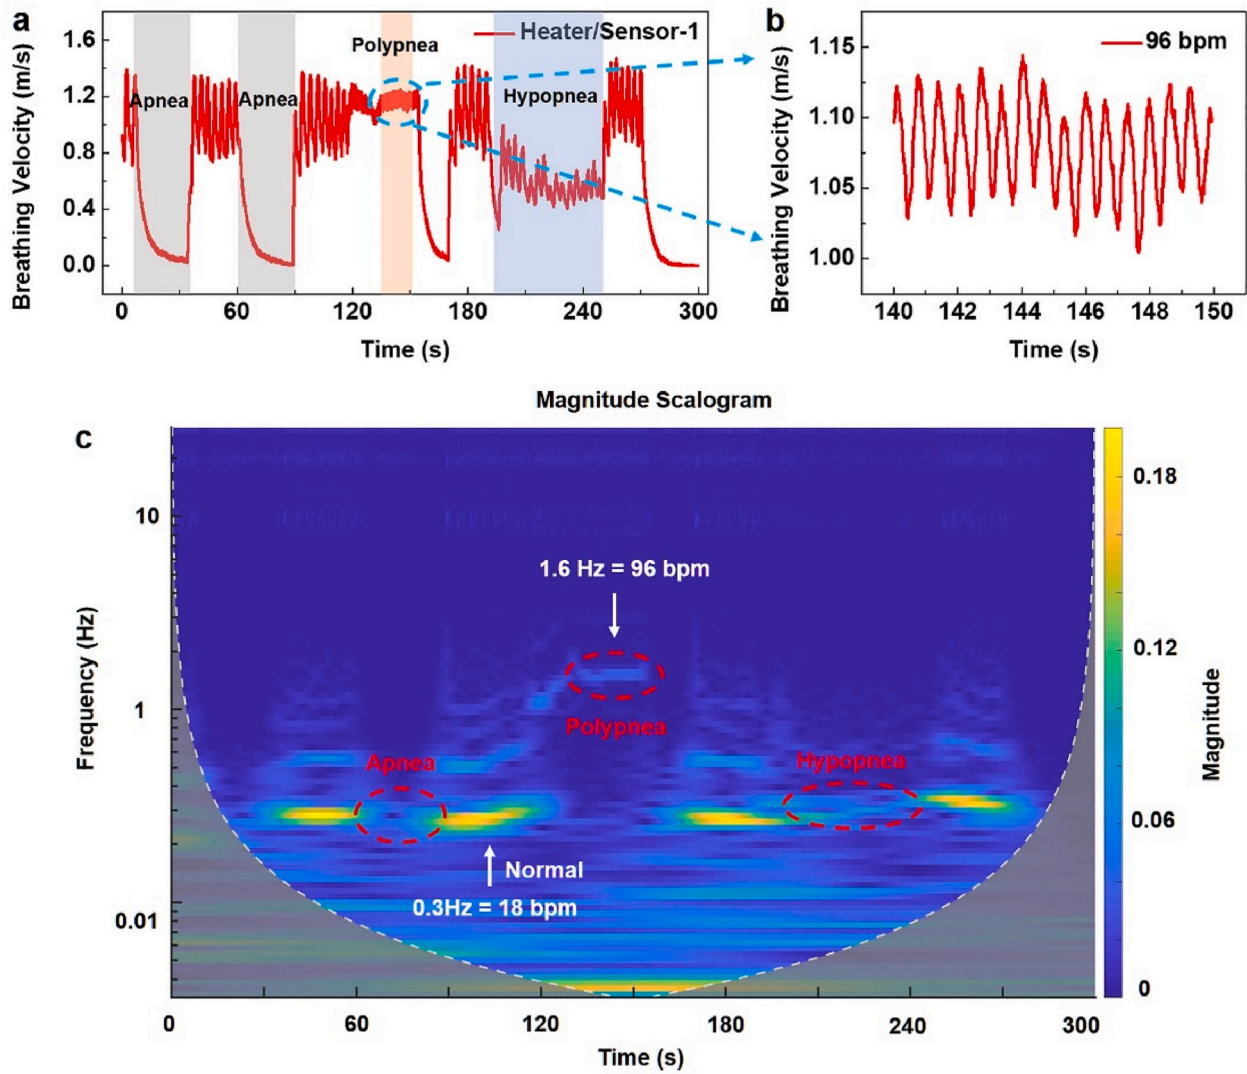 a
Breathing Velocity (m/s)
1.6
1.2
0.8
0.4
0.0
Apnea
Apnea
Polypnea
Heater/Sensor-1
Hypopnea
0 60 120 180 240 300
Time (s)
b
Breathing Velocity (m/s)
1.15
1.10
1.05
1.00
96 bpm
140 142 144 146 148 150
Time (s)
Magnitude Scalogram
c
Frequency (Hz)
10
1
0.01
1.6 Hz = 96 bpm
Polypnea
Apnea
Hypopnea
Normal
0.3Hz = 18 bpm
0 60 120 180 240 300
Time (s)
0.18
0.12
0.06
0
Magnitude